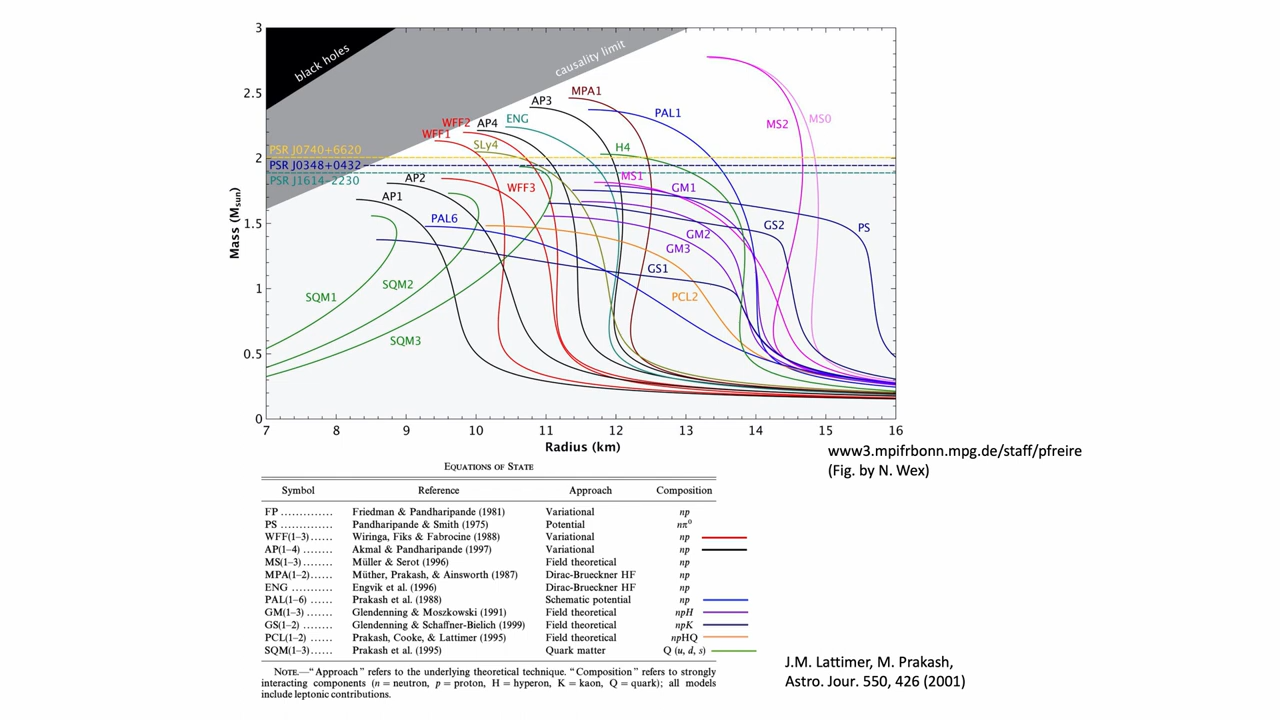 3
2.5
2
1.5
1
0.5
0
Mass (Msun)
black holes
causality limit
MPA1
AP3
PAL1
ENG
MS2
MS0
WFF2
AP4
WFF1
SLy4
H4
PSR J0740+6620
PSR J0348+0432
PSR J1614-2230
AP2
WFF3
MS1
GM1
AP1
PAL6
GS2
PS
GM2
GM3
GS1
SQM2
SQM1
PCL2
SQM3
7 8 9 10 11 12 13 14 15 16
Radius (km)
www3.mpifrbonn.mpg.de/staff/pfreire
(Fig. by N. Wex)
EQUATIONS OF STATE
Symbol Reference Approach Composition
FP ............. Friedman & Pandharipande (1981) Variational np
PS ............. Pandharipande & Smith (1975) Potential nπ⁰
WFF(1–3)...... Wiringa, Fiks & Fabrocine (1988) Variational np
AP(1–4) ........ Akmal & Pandharipande (1997) Variational np
MS(1–3)........ Müller & Serot (1996) Field theoretical np
MPA(1–2)...... Müther, Prakash, & Ainsworth (1987) Dirac-Brueckner HF np
ENG ........... Engvik et al. (1996) Dirac-Brueckner HF np
PAL(1–6) ...... Prakash et al. (1988) Schematic potential np
GM(1–3) ....... Glendenning & Moszkowski (1991) Field theoretical npH
GS(1–2) ........ Glendenning & Schaffner-Bielich (1999) Field theoretical npK
PCL(1–2) ...... Prakash, Cooke, & Lattimer (1995) Field theoretical npHQ
SQM(1–3)...... Prakash et al. (1995) Quark matter Q (u, d, s)
NOTE.—“Approach” refers to the underlying theoretical technique. “Composition” refers to strongly
interacting components (n = neutron, p = proton, H = hyperon, K = kaon, Q = quark); all models
include leptonic contributions.
J.M. Lattimer, M. Prakash,
Astro. Jour. 550, 426 (2001)